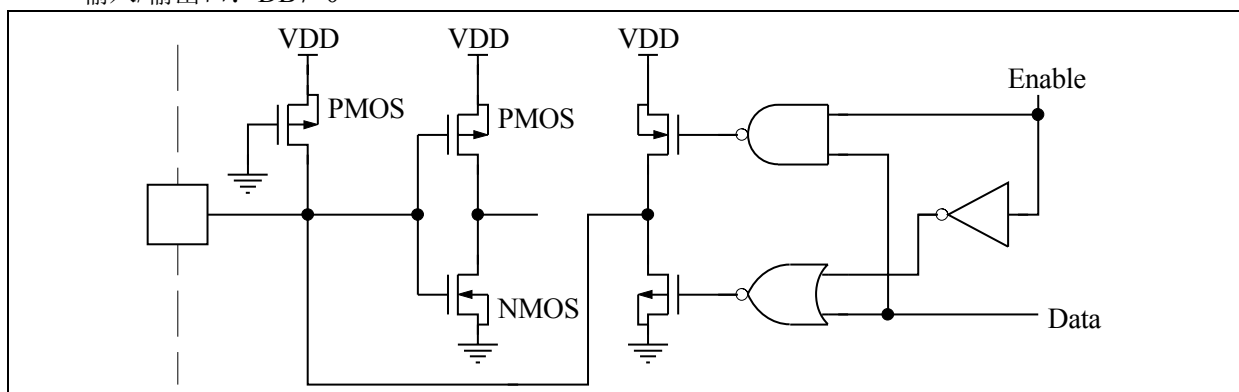 VDD
VDD
VDD
Enable
PMOS
PMOS
NMOS
Data